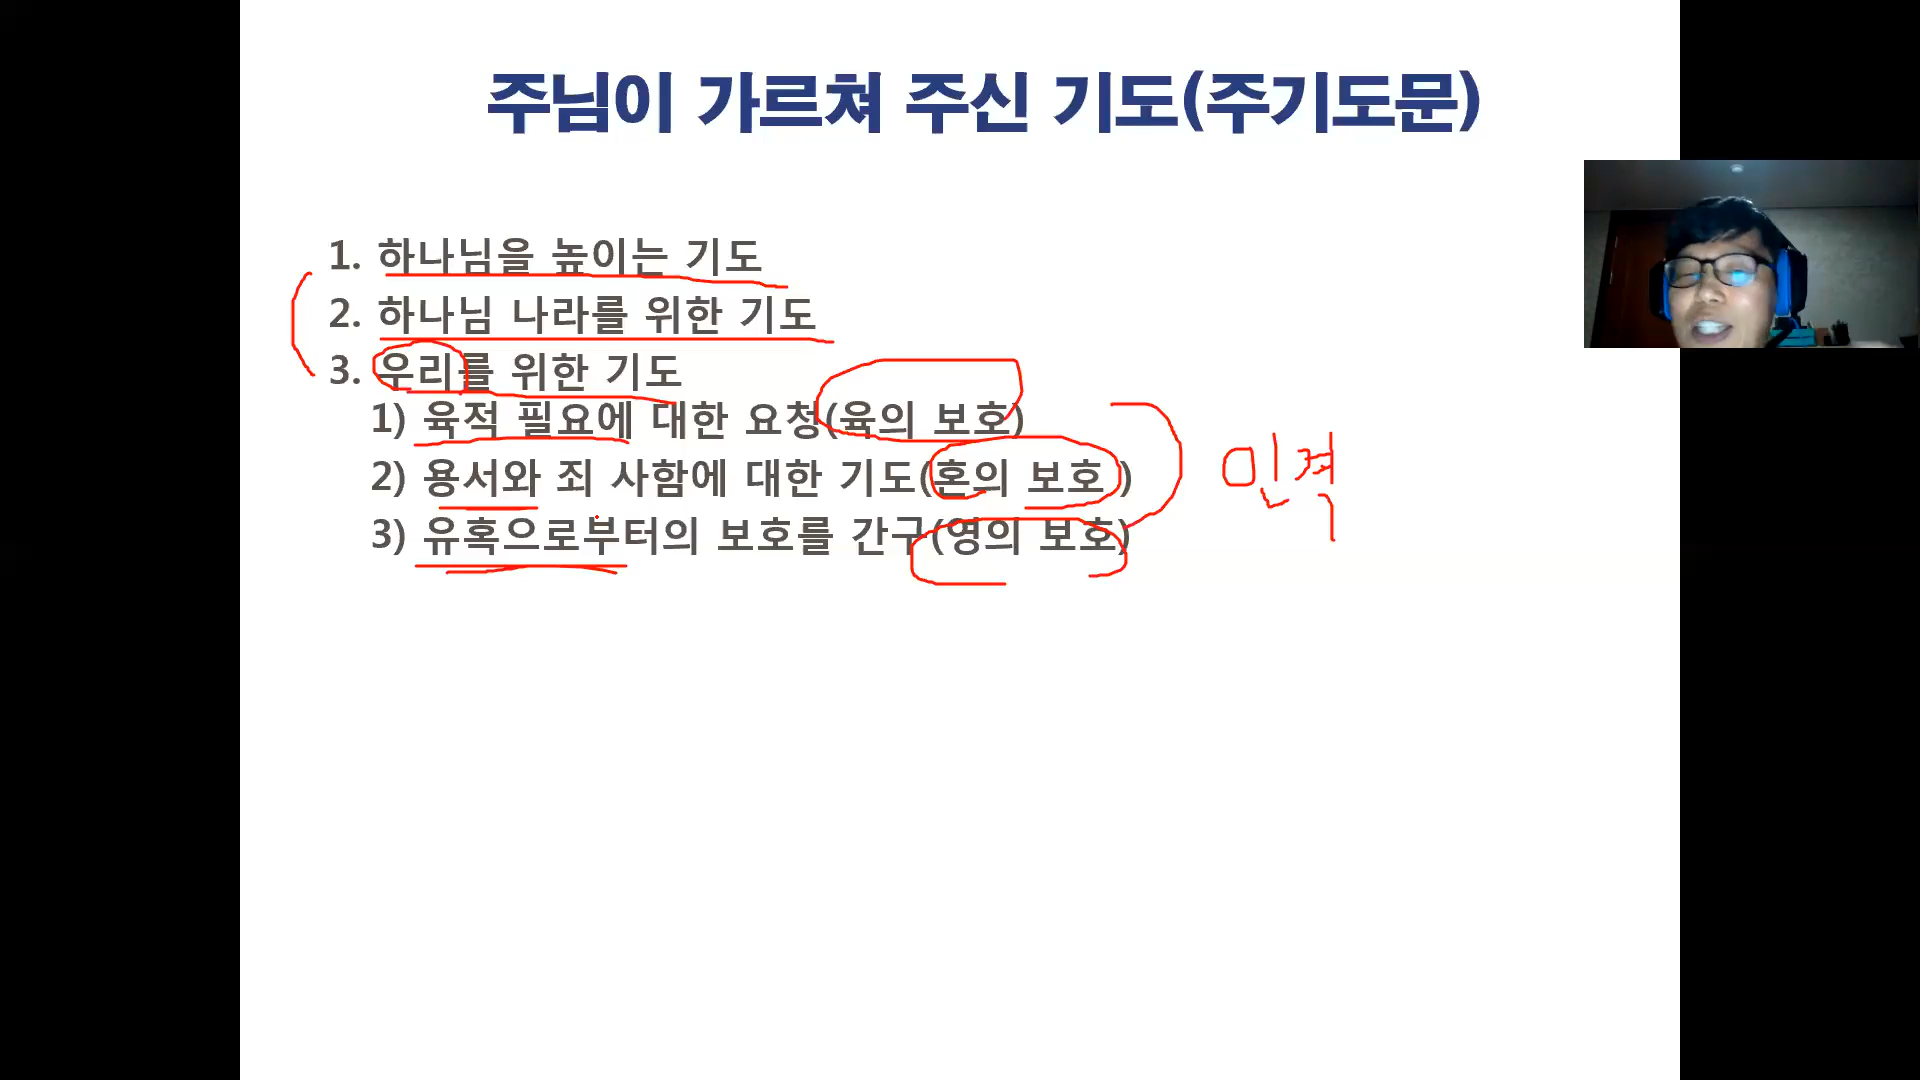 주님이 가르쳐 주신 기도(주기도문)
1. 하나님을 높이는 기도
2. 하나님 나라를 위한 기도
3. 우리를 위한 기도
1) 육적 필요에 대한 요청(육의 보호)
2) 용서와 죄 사함에 대한 기도(혼의 보호 )
3) 유혹으로부터의 보호를 간구(영의 보호)
인격